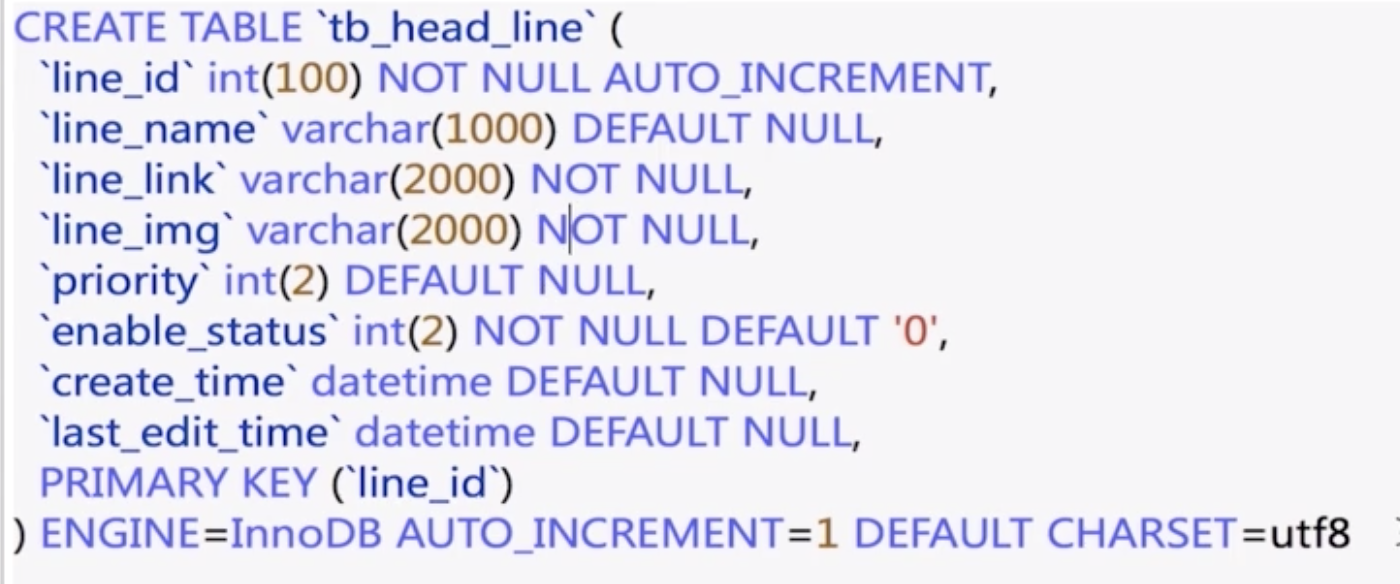 CREATE TABLE `tb_head_line` (
`line_id` int(100) NOT NULL AUTO_INCREMENT,
`line_name` varchar(1000) DEFAULT NULL,
`line_link` varchar(2000) NOT NULL,
`line_img` varchar(2000) NOT NULL,
`priority` int(2) DEFAULT NULL,
`enable_status` int(2) NOT NULL DEFAULT '0',
`create_time` datetime DEFAULT NULL,
`last_edit_time` datetime DEFAULT NULL,
PRIMARY KEY (`line_id`)
) ENGINE=InnoDB AUTO_INCREMENT=1 DEFAULT CHARSET=utf8